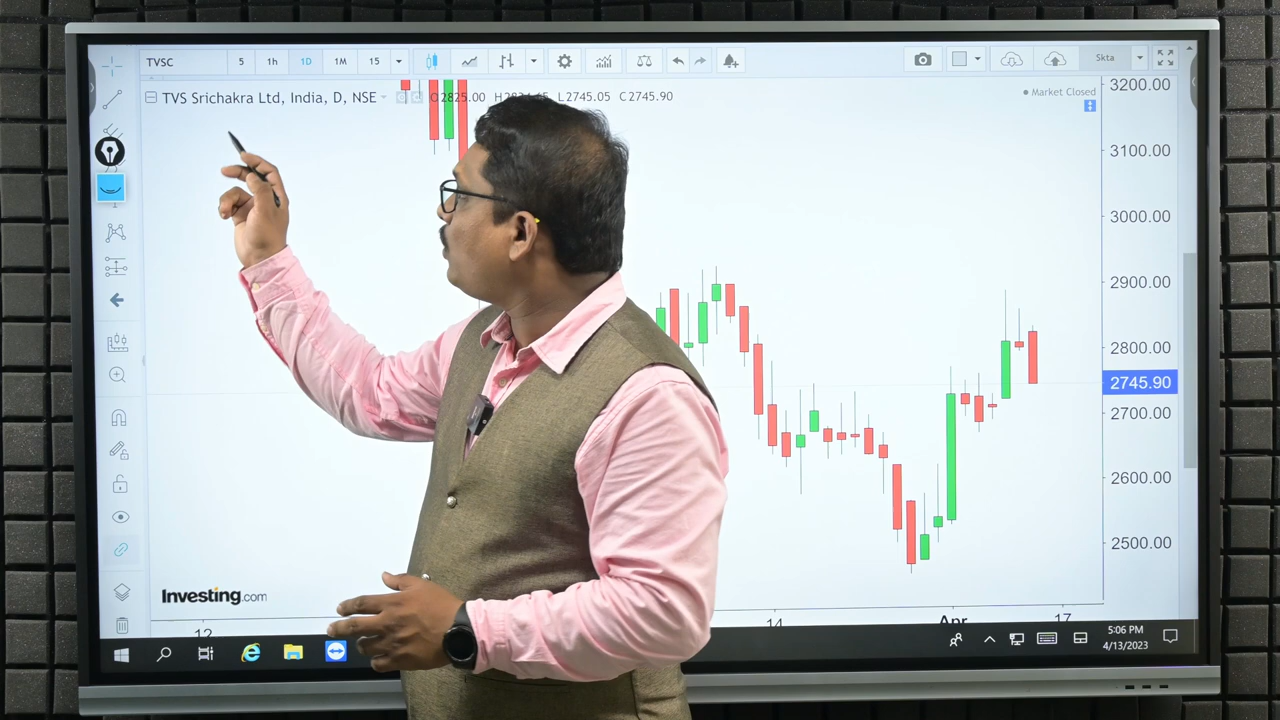 TVSC 5 1h 1D 1M 15 Skta
TVS Srichakra Ltd, India, D, NSE O2825.00 L2745.05 C2745.90
Market Closed
3200.00
3100.00
3000.00
2900.00
2800.00
2745.90
2700.00
2600.00
2500.00
Investing.com
12 14 Apr 17
5:06 PM
4/13/2023